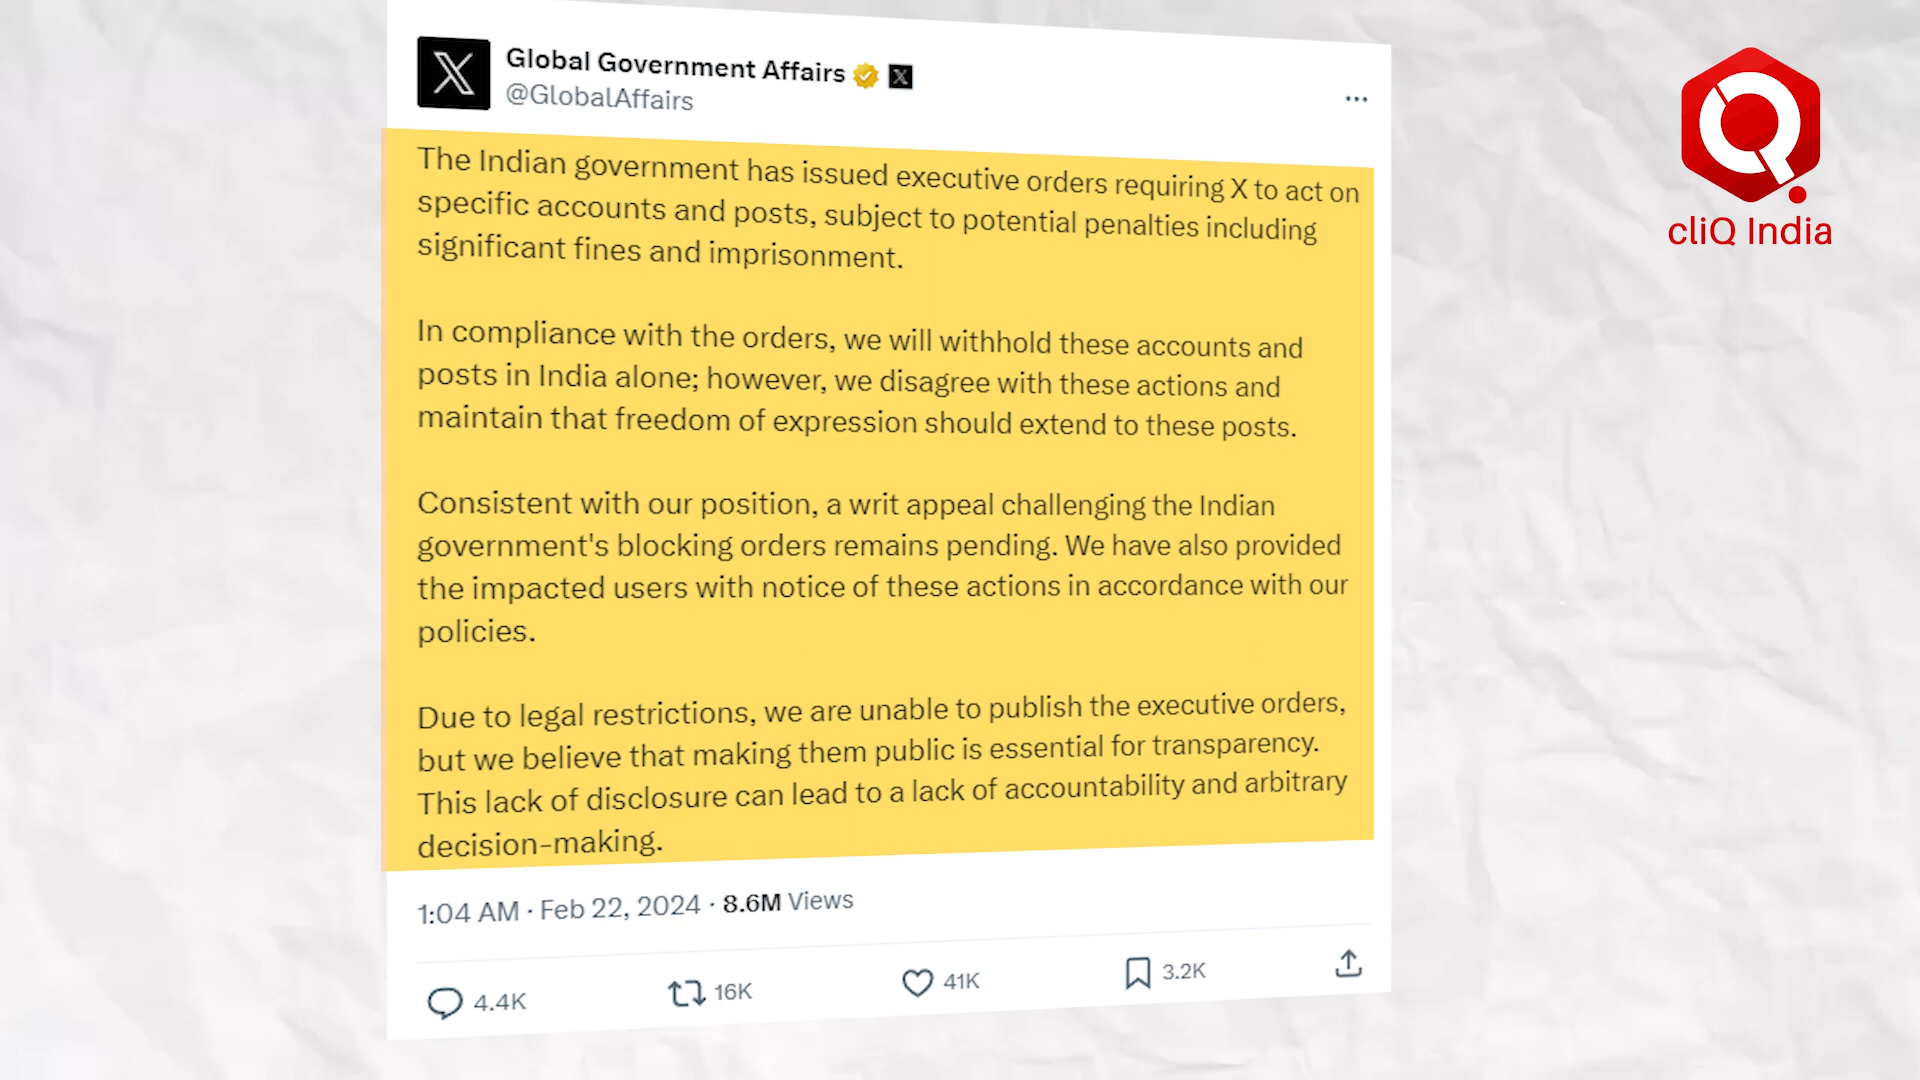 Global Government Affairs
@GlobalAffairs
The Indian government has issued executive orders requiring X to act on
specific accounts and posts, subject to potential penalties including
significant fines and imprisonment.
In compliance with the orders, we will withhold these accounts and
posts in India alone; however, we disagree with these actions and
maintain that freedom of expression should extend to these posts.
Consistent with our position, a writ appeal challenging the Indian
government's blocking orders remains pending. We have also provided
the impacted users with notice of these actions in accordance with our
policies.
Due to legal restrictions, we are unable to publish the executive orders,
but we believe that making them public is essential for transparency.
This lack of disclosure can lead to a lack of accountability and arbitrary
decision-making.
1:04 AM · Feb 22, 2024 · 8.6M Views
4.4K 16K 41K 3.2K
cliQ India